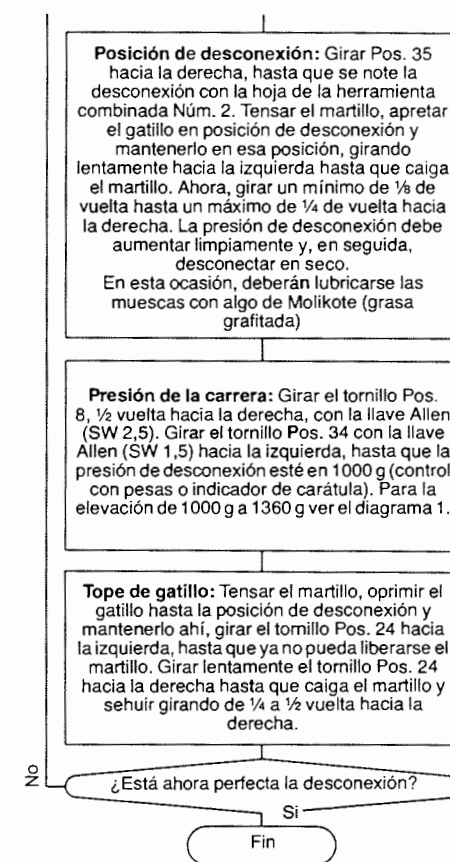 Posición de desconexión: Girar Pos. 35
hacia la derecha, hasta que se note la
desconexión con la hoja de la herramienta
combinada Núm. 2. Tensar el martillo, apretar
el gatillo en posición de desconexión y
mantenerlo en esa posición, girando
lentamente hacia la izquierda hasta que caiga
el martillo. Ahora, girar un mínimo de ⅛ de
vuelta hasta un máximo de ¼ de vuelta hacia
la derecha. La presión de desconexión debe
aumentar limpiamente y, en seguida,
desconectar en seco.
En esta ocasión, deberán lubricarse las
muescas con algo de Molikote (grasa
grafitada)
Presión de la carrera: Girar el tornillo Pos.
8, ½ vuelta hacia la derecha, con la llave Allen
(SW 2,5). Girar el tornillo Pos. 34 con la llave
Allen (SW 1,5) hacia la izquierda, hasta que la
presión de desconexión esté en 1000 g (control
con pesas o indicador de carátula). Para la
elevación de 1000 g a 1360 g ver el diagrama 1.
Tope de gatillo: Tensar el martillo, oprimir el
gatillo hasta la posición de desconexión y
mantenerlo ahí, girar el tornillo Pos. 24 hacia
la izquierda, hasta que ya no pueda liberarse el
martillo. Girar lentamente el tornillo Pos. 24
hacia la derecha hasta que caiga el martillo y
sehuir girando de ¼ a ½ vuelta hacia la
derecha.
No
¿Está ahora perfecta la desconexión?
Si
Fin